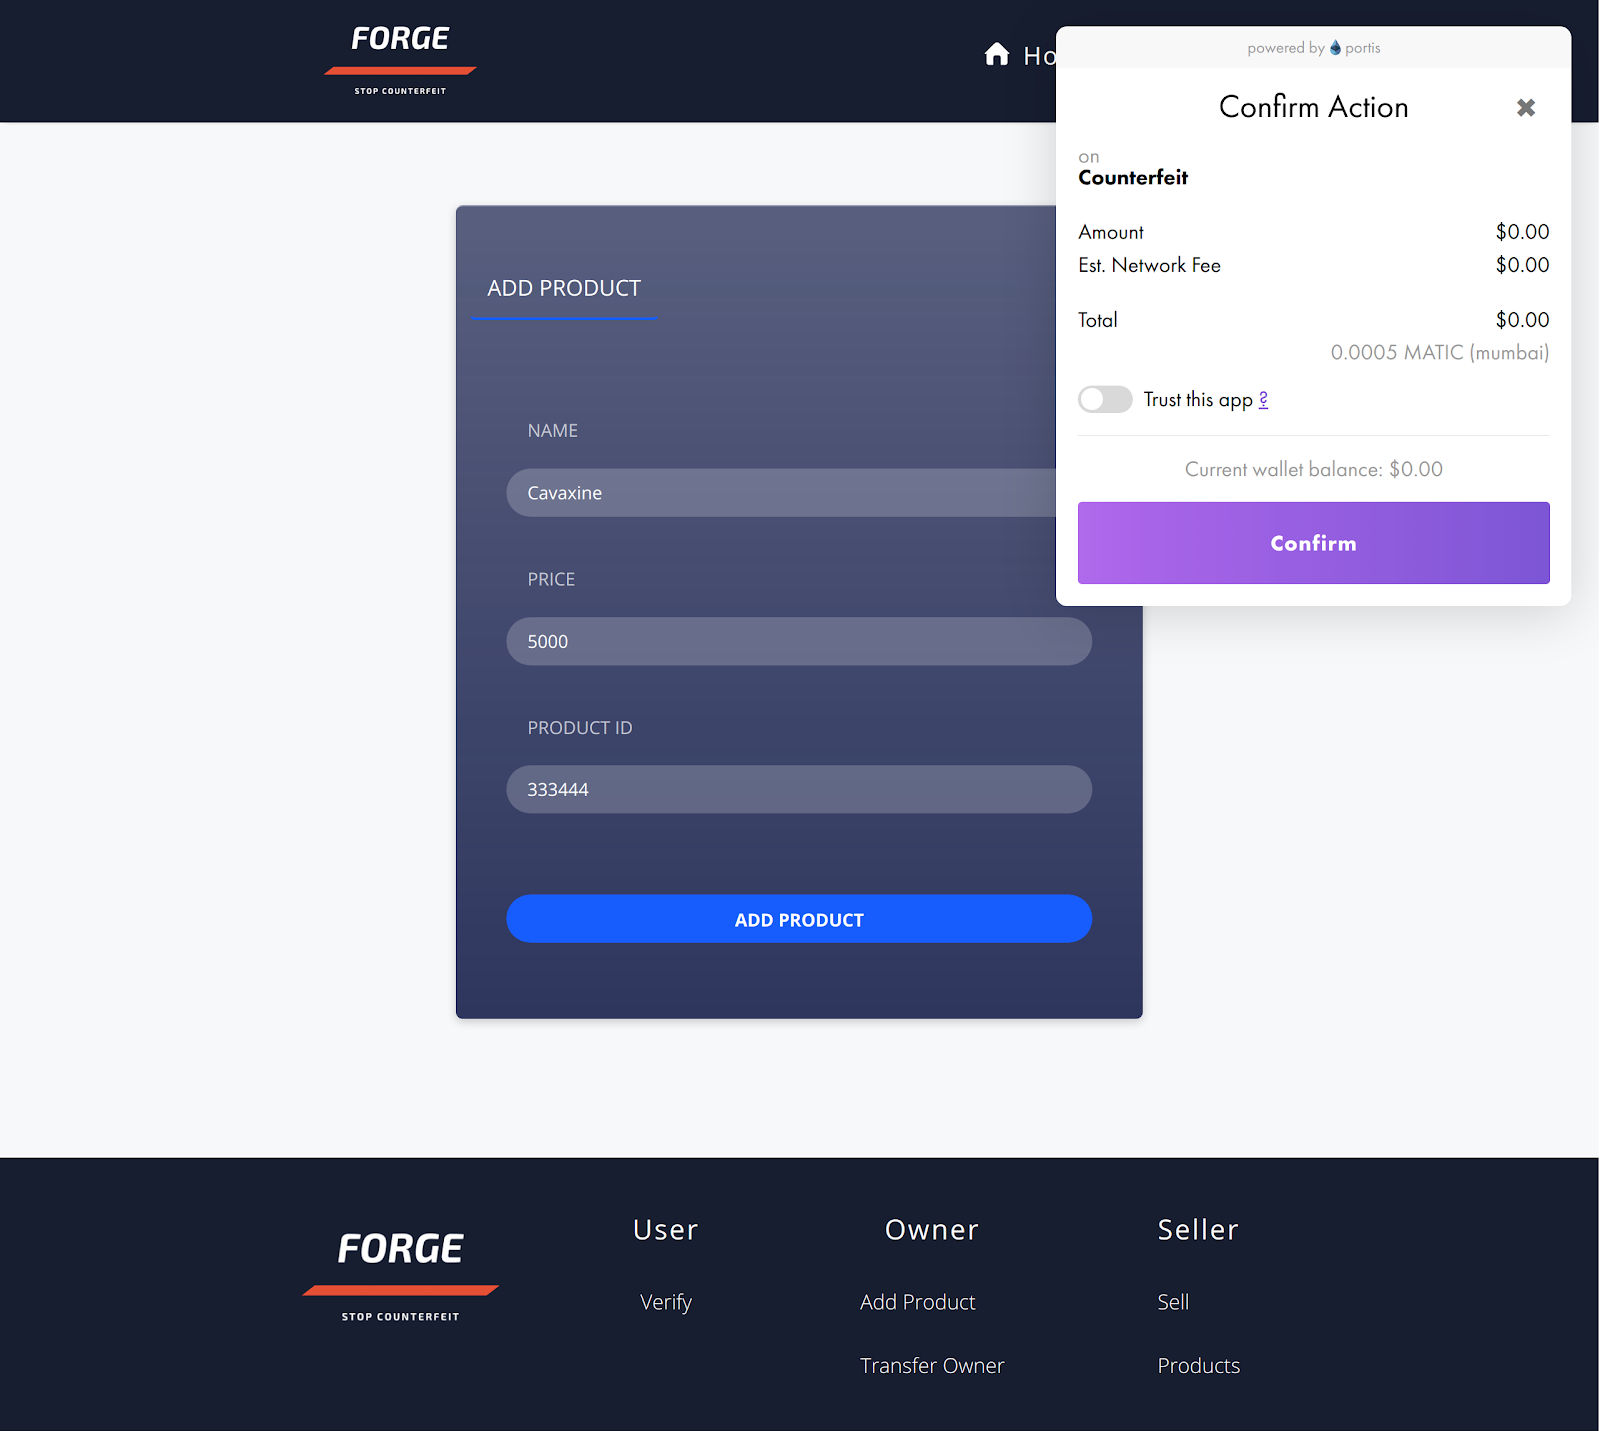 FORGE
STOP COUNTERFEIT
Ho
powered by portis
Confirm Action
on
Counterfeit
Amount $0.00
Est. Network Fee $0.00
Total $0.00
0.0005 MATIC (mumbai)
Trust this app ?
Current wallet balance: $0.00
Confirm
ADD PRODUCT
NAME
Cavaxine
PRICE
5000
PRODUCT ID
333444
ADD PRODUCT
FORGE
STOP COUNTERFEIT
User
Verify
Owner
Add Product
Transfer Owner
Seller
Sell
Products